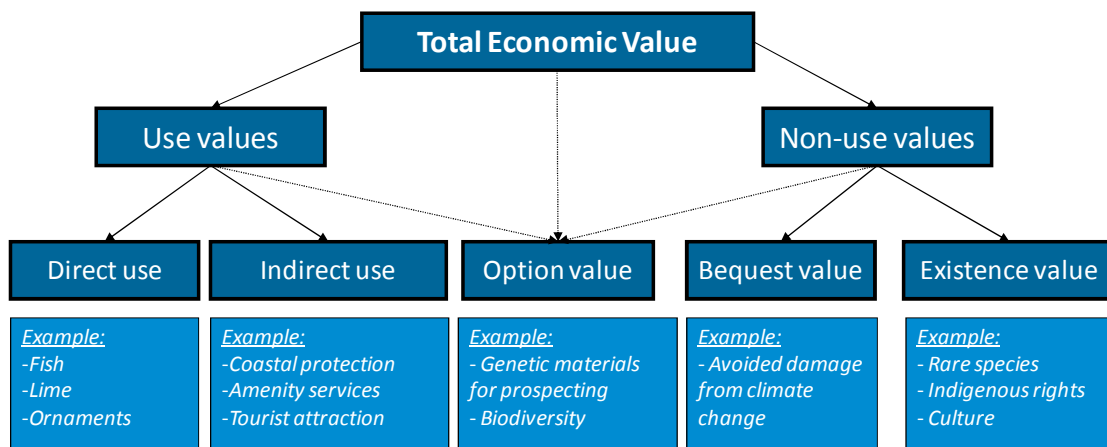 Total Economic Value
Use values
Non-use values
Direct use
Indirect use
Option value
Bequest value
Existence value
Example:
-Fish
-Lime
-Ornaments
Example:
-Coastal protection
-Amenity services
-Tourist attraction
Example:
- Genetic materials
for prospecting
- Biodiversity
Example:
- Avoided damage
from climate
change
Example:
- Rare species
- Indigenous rights
- Culture